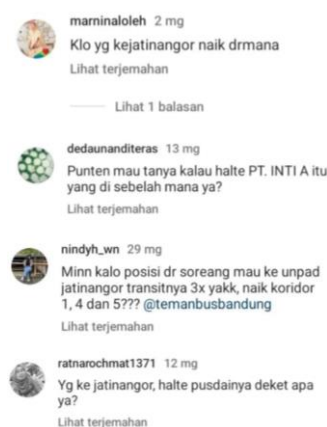 marninaloleh 2 mg
Klo yg kejatinangor naik drmana
Lihat terjemahan
Lihat 1 balasan
dedaunanditeras 13 mg
Punten mau tanya kalau halte PT. INTI A itu
yang di sebelah mana ya?
Lihat terjemahan
nindyh_wn 29 mg
Minn kalo posisi dr soreang mau ke unpad
jatinangor transitnya 3x yakk, naik koridor
1, 4 dan 5??? @temanbusbandung
Lihat terjemahan
ratnarochmat1371 12 mg
Yg ke jatinangor, halte pusdainya deket apa
ya?
Lihat terjemahan